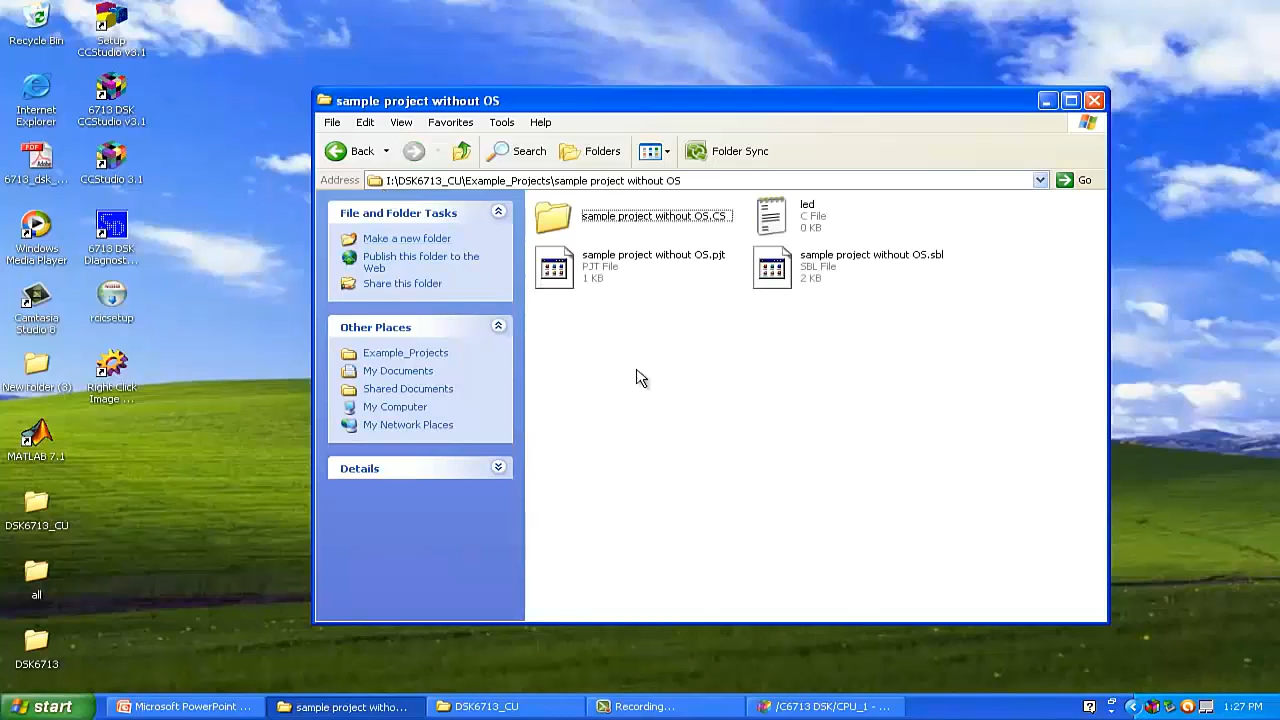 Recycle Bin
Setup
CCStudio v3.1
Internet
Explorer
6713 DSK
CCStudio v3.1
6713_dsk_...
CCStudio 3.1
Windows
Media Player
6713 DSK
Diagnost...
Camtasia
Studio 8
rcicsetup
New folder (3)
Right Click
Image ...
MATLAB 7.1
DSK6713_CU
all
DSK6713
sample project without OS
File Edit View Favorites Tools Help
Back Search Folders Folder Sync
Address I:\DSK6713_CU\Example_Projects\sample project without OS Go
File and Folder Tasks
Make a new folder
Publish this folder to the
Web
Share this folder
Other Places
Example_Projects
My Documents
Shared Documents
My Computer
My Network Places
Details
sample project without OS.CS_
led
C File
0 KB
sample project without OS.pjt
PJT File
1 KB
sample project without OS.sbl
SBL File
2 KB
start Microsoft PowerPoint ... sample project witho... DSK6713_CU Recording... /C6713 DSK/CPU_1 - ... 1:27 PM